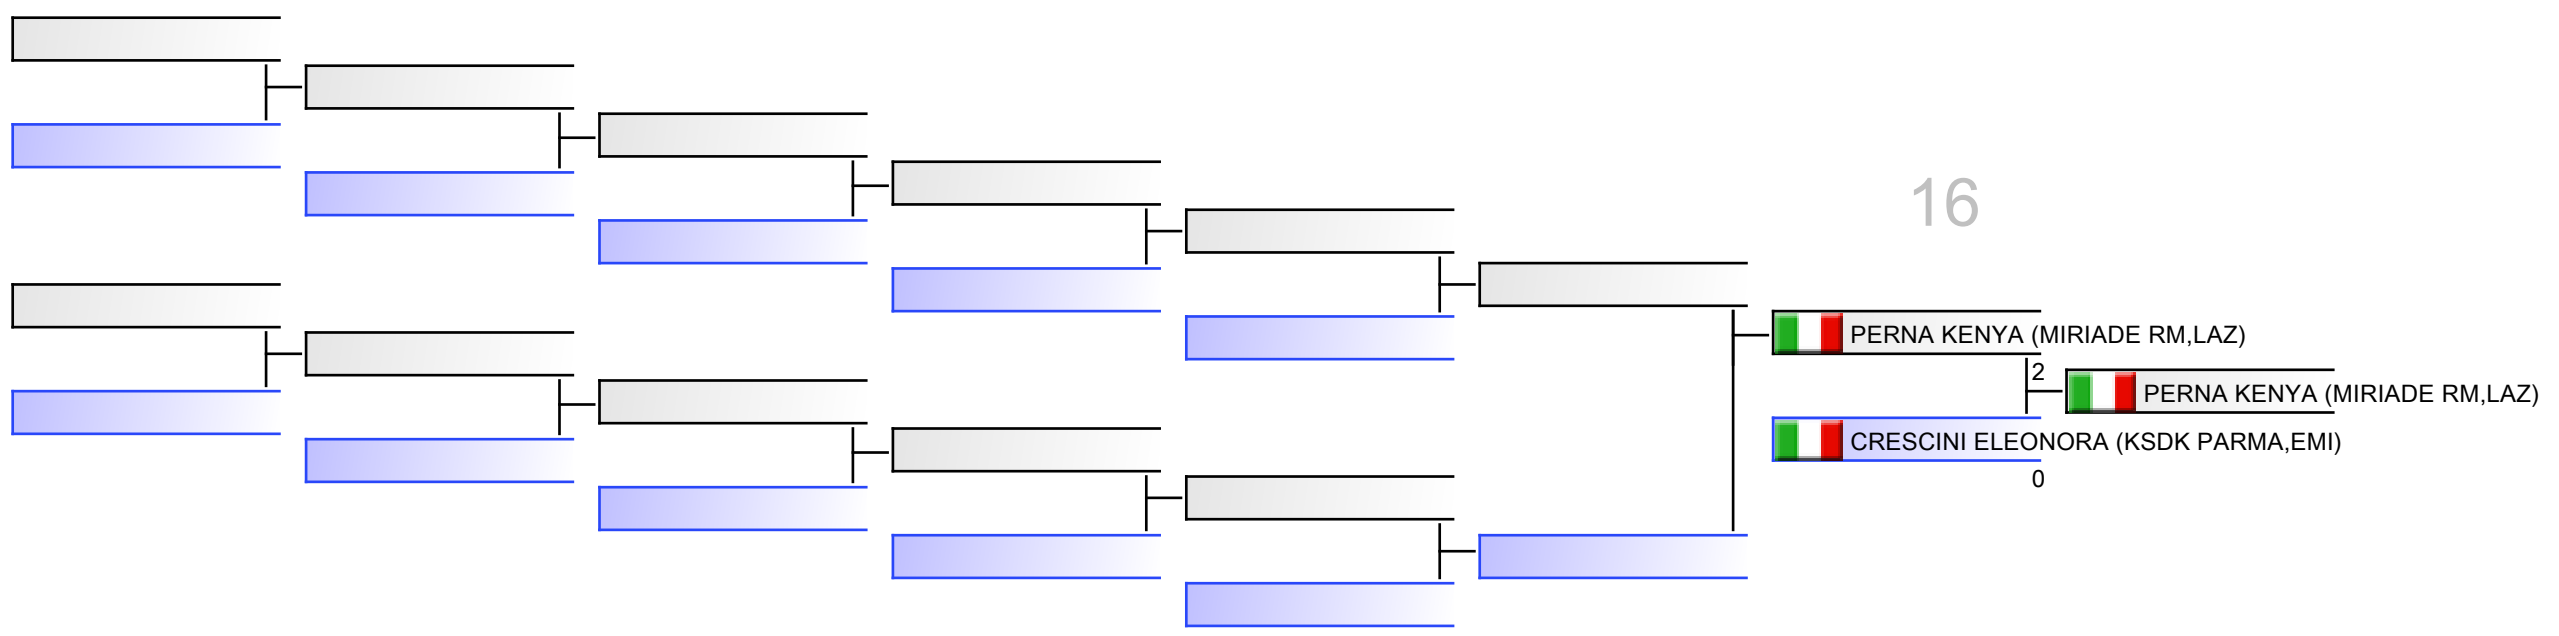 16
PERNA KENYA (MIRIADE RM,LAZ)
2
PERNA KENYA (MIRIADE RM,LAZ)
CRESCINI ELEONORA (KSDK PARMA,EMI)
0